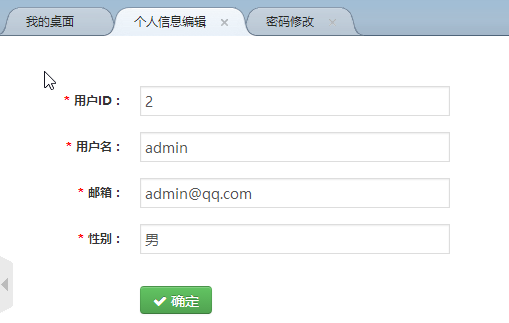 我的桌面 个人信息编辑 密码修改
* 用户ID： 2
* 用户名： admin
* 邮箱： admin@qq.com
* 性别： 男
确定